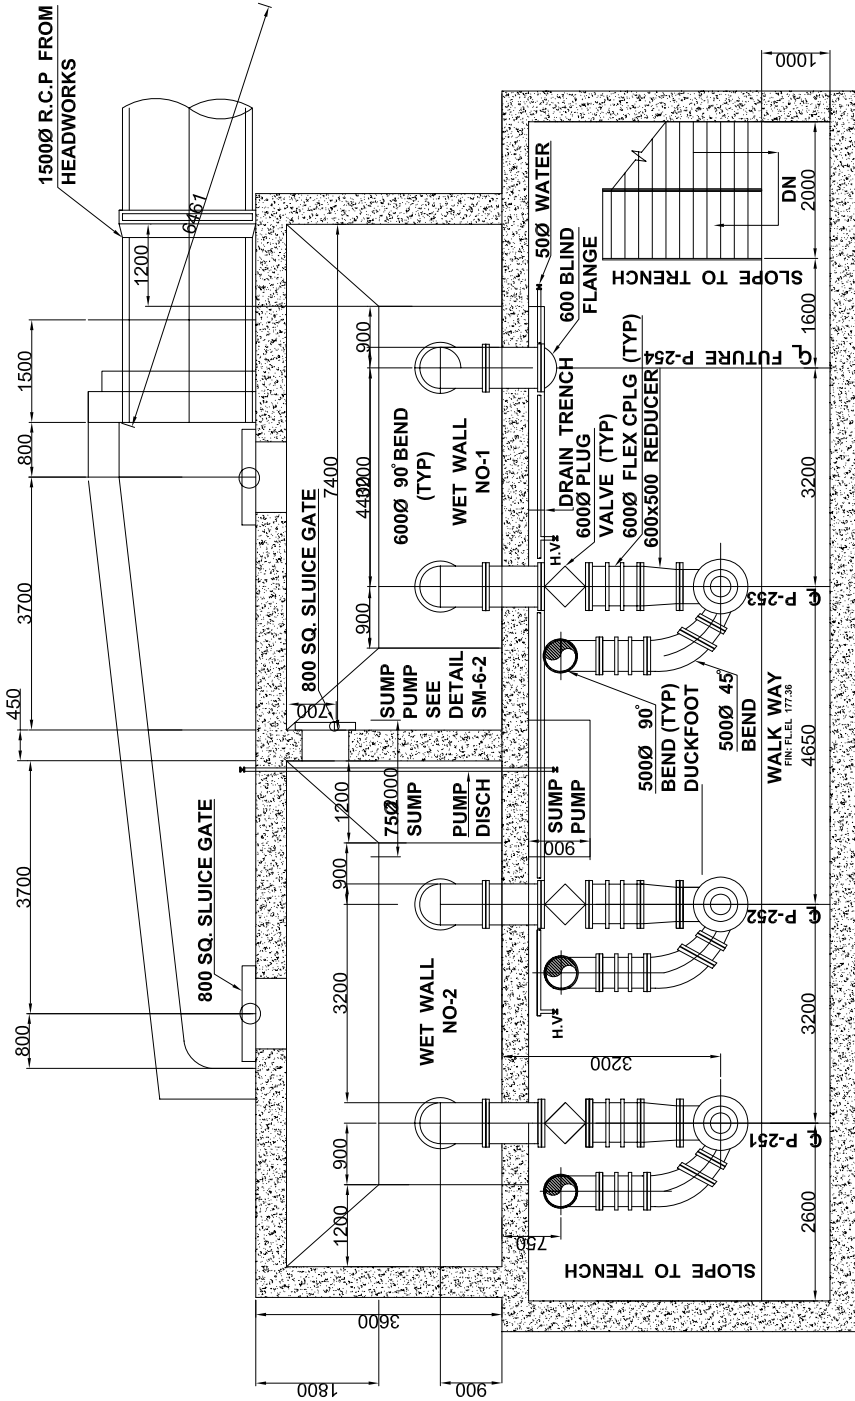 1500Ø R.C.P FROM
HEADWORKS
6461
1200
1500
800
3700
450
3700
800
800 SQ. SLUICE GATE
800 SQ. SLUICE GATE
7400
700
900
3200
900
600Ø 90° BEND
(TYP)
WET WALL
NO-1
SUMP
PUMP
SEE
DETAIL
SM-6-2
75Ø
SUMP
PUMP
DISCH
1200
900
3200
900
1200
WET WALL
NO-2
50Ø WATER
600 BLIND
FLANGE
DRAIN TRENCH
600Ø PLUG
VALVE (TYP)
600Ø FLEX CPLG (TYP)
600x500 REDUCER
H.V
H.V
SUMP
PUMP
900
500Ø 90°
BEND (TYP)
DUCKFOOT
500Ø 45°
BEND
WALK WAY
FIN: FL.EL 177.36
SLOPE TO TRENCH
SLOPE TO TRENCH
DN
℄ FUTURE P-254
℄ P-253
℄ P-252
℄ P-251
1000
2000
1600
3200
4650
3200
2600
3200
750
3600
1800
900